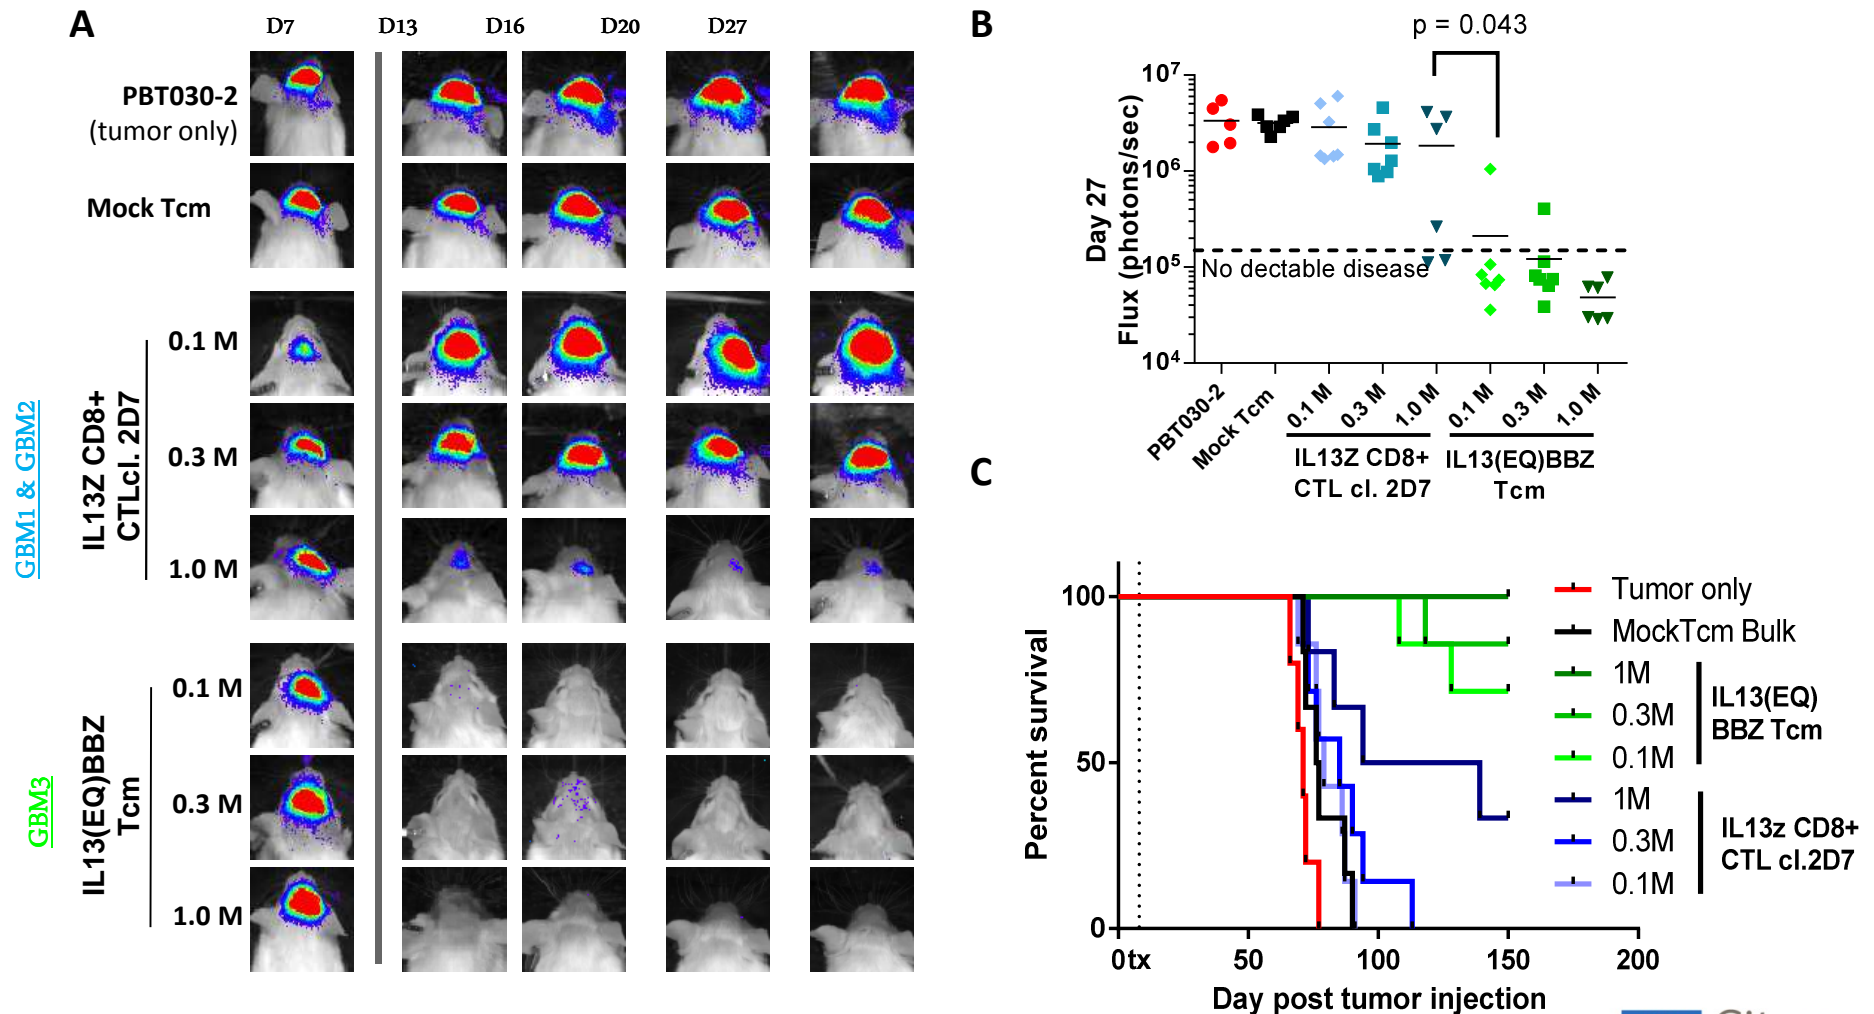 A
D7
D13
D16
D20
D27
PBT030-2
(tumor only)
Mock Tcm
GBM1 & GBM2
IL13Z CD8+
CTLcl. 2D7
0.1 M
0.3 M
1.0 M
GBM3
IL13(EQ)BBZ
Tcm
0.1 M
0.3 M
1.0 M
B
p = 0.043
Day 27
Flux (photons/sec)
10⁷
10⁶
10⁵
10⁴
No dectable disease
PBT030-2
Mock Tcm
0.1 M
0.3 M
1.0 M
0.1 M
0.3 M
1.0 M
IL13Z CD8+
CTL cl. 2D7
IL13(EQ)BBZ
Tcm
C
Percent survival
100
50
0
0tx
50
100
150
200
Day post tumor injection
Tumor only
MockTcm Bulk
1M
0.3M
0.1M
IL13(EQ)
BBZ Tcm
1M
0.3M
0.1M
IL13z CD8+
CTL cl.2D7